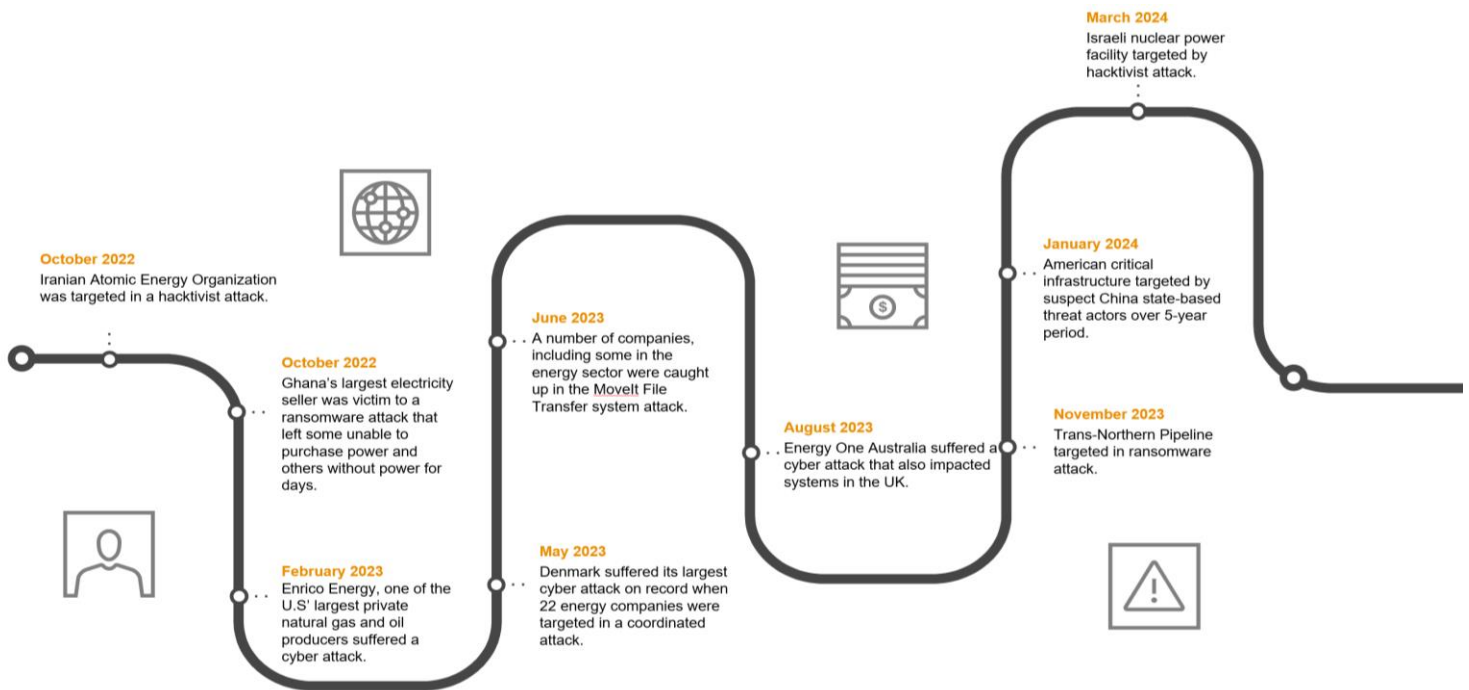 October 2022
Iranian Atomic Energy Organization
was targeted in a hacktivist attack.
October 2022
Ghana's largest electricity
seller was victim to a
ransomware attack that
left some unable to
purchase power and
others without power for
days.
February 2023
Enrico Energy, one of the
U.S' largest private
natural gas and oil
producers suffered a
cyber attack.
May 2023
Denmark suffered its largest
cyber attack on record when
22 energy companies were
targeted in a coordinated
attack.
June 2023
A number of companies,
including some in the
energy sector were caught
up in the MoveIt File
Transfer system attack.
August 2023
Energy One Australia suffered a
cyber attack that also impacted
systems in the UK.
$
November 2023
Trans-Northern Pipeline
targeted in ransomware
attack.
January 2024
American critical
infrastructure targeted by
suspect China state-based
threat actors over 5-year
period.
March 2024
Israeli nuclear power
facility targeted by
hacktivist attack.